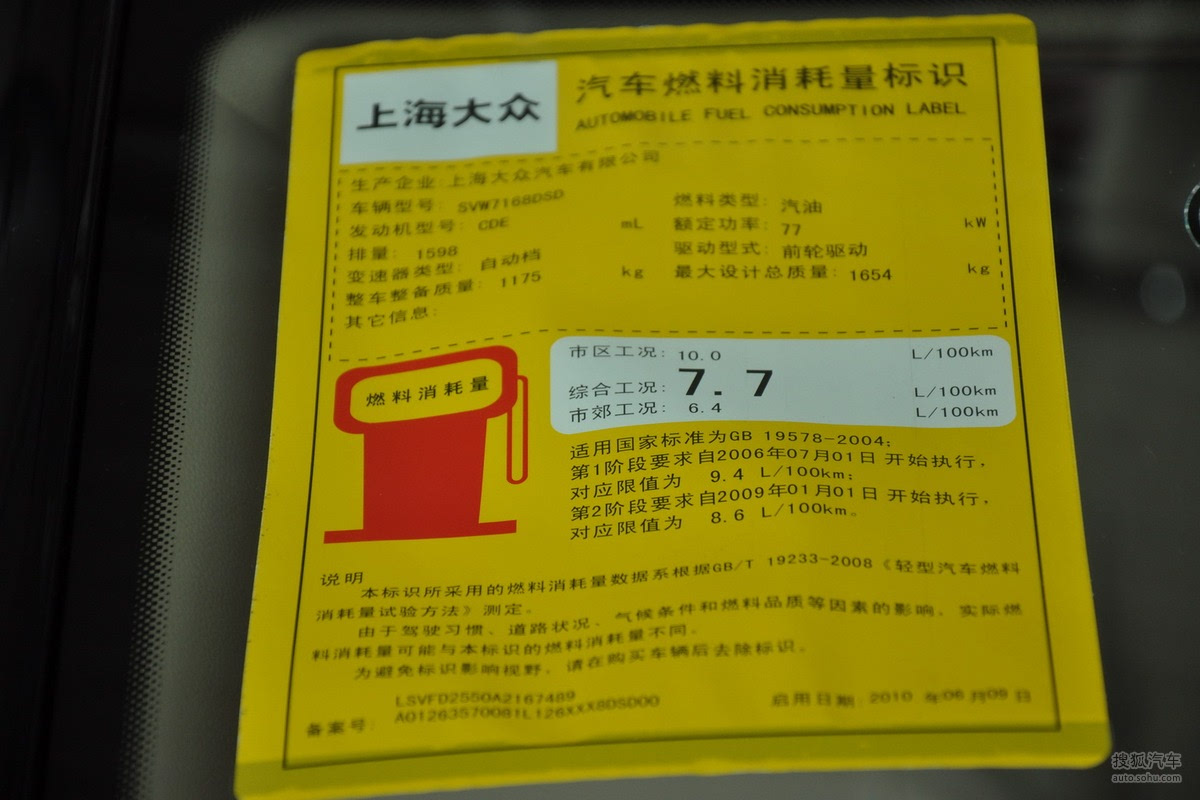 上海大众
汽车燃料消耗量标识
AUTOMOBILE FUEL CONSUMPTION LABEL
生产企业:上海大众汽车有限公司
车辆型号: SVW7168DSD
燃料类型: 汽油
发动机型号: CDE
额定功率: 77 kW
排量: 1598 mL
驱动型式: 前轮驱动
变速器类型: 自动档
最大设计总质量: 1654 kg
整车整备质量: 1175 kg
其它信息:
燃料消耗量
市区工况: 10.0 L/100km
综合工况: 7.7 L/100km
市郊工况: 6.4 L/100km
适用国家标准为GB 19578-2004;
第1阶段要求自2006年07月01日 开始执行,
对应限值为 9.4 L/100km;
第2阶段要求自2009年01月01日 开始执行,
对应限值为 8.6 L/100km。
说明
本标识所采用的燃料消耗量数据系根据GB/T 19233-2008《轻型汽车燃料
消耗量试验方法》测定。
由于驾驶习惯、道路状况、气候条件和燃料品质等因素的影响,实际燃
料消耗量可能与本标识的燃料消耗量不同。
为避免标识影响视野,请在购买车辆后去除标识。
LSVFD2550A2167489
备案号: A01263570081L126XXX8DSD00
启用日期: 2010 年06月09日
搜狐汽车
auto.sohu.com